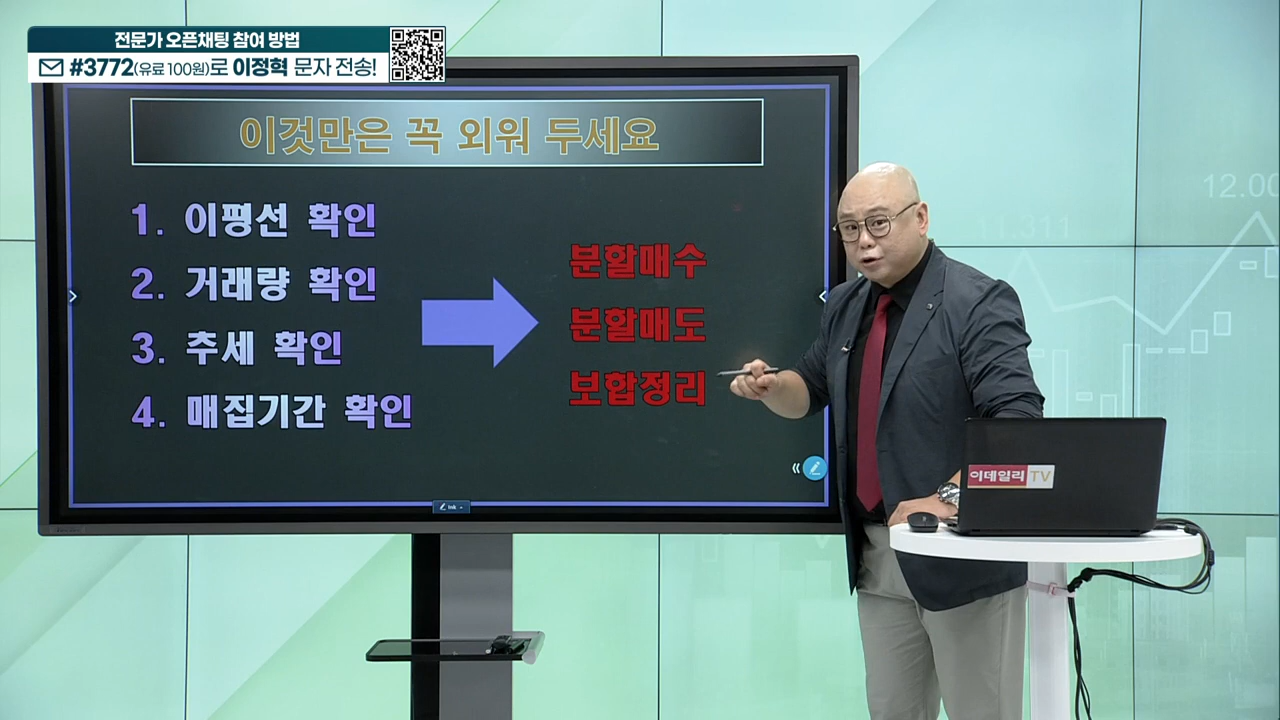 전문가 오픈채팅 참여 방법
#3772(유료 100원)로 이정혁 문자 전송!
이것만은 꼭 외워 두세요
1. 이평선 확인
2. 거래량 확인
3. 추세 확인
4. 매집기간 확인
분할매수
분할매도
보합정리
Ink
이데일리 TV
12.00